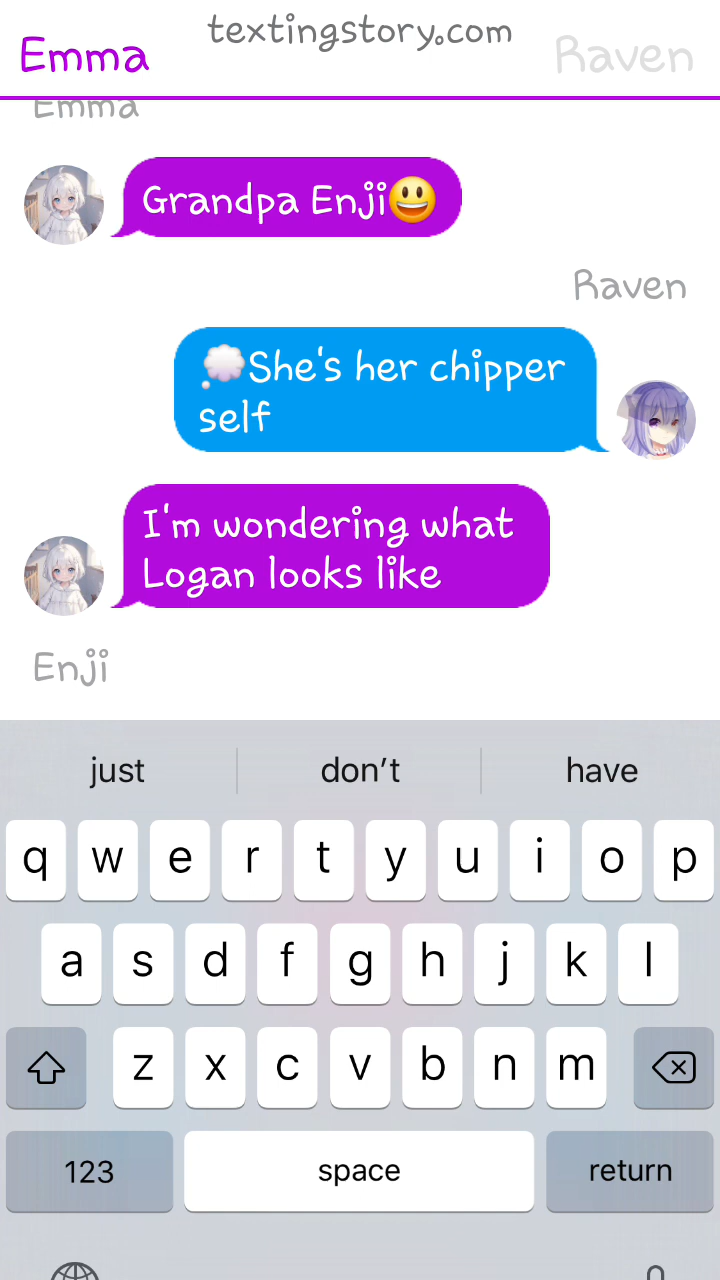 textingstory.com
Emma
Raven
Emma
Grandpa Enji😃
Raven
💭She's her chipper
self
I'm wondering what
Logan looks like
Enji
just don't have
q w e r t y u i o p
a s d f g h j k l
z x c v b n m
123 space return